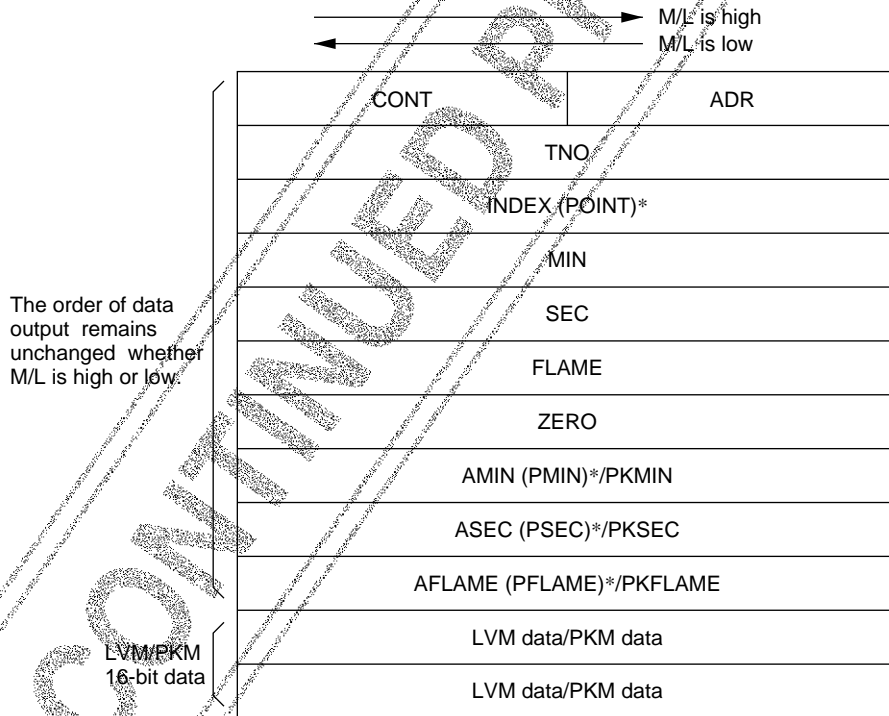 M/L is high
M/L is low
CONT ADR
TNO
INDEX (POINT)*
MIN
SEC
The order of data
output remains
unchanged whether
M/L is high or low.
FLAME
ZERO
AMIN (PMIN)*/PKMIN
ASEC (PSEC)*/PKSEC
AFLAME (PFLAME)*/PKFLAME
LVM/PKM
16-bit data
LVM data/PKM data
LVM data/PKM data
CONTINUED P